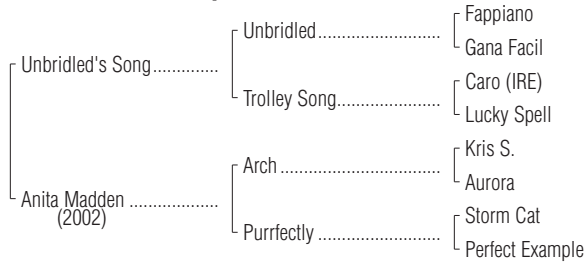 Fappiano
Unbridled
Gana Facil
Unbridled's Song
Caro (IRE)
Trolley Song
Lucky Spell
Kris S.
Arch
Aurora
Anita Madden
(2002)
Storm Cat
Purrfectly
Perfect Example